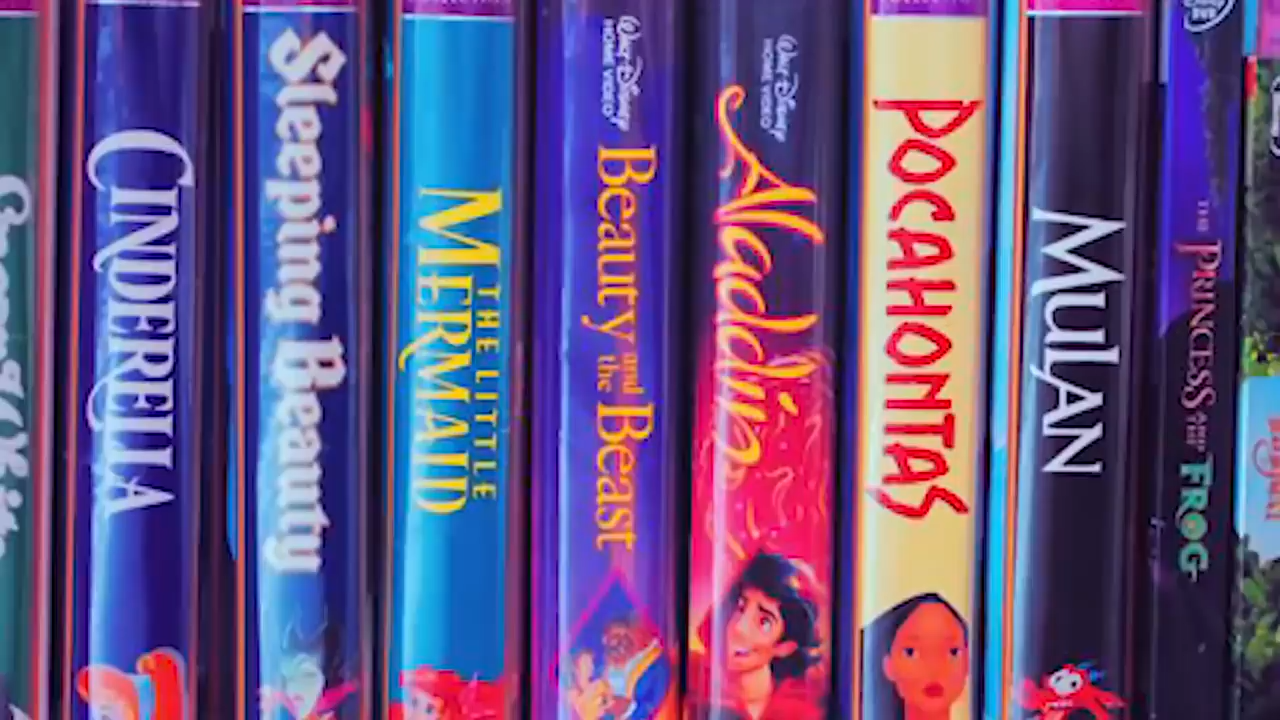 CINDERELLA
Sleeping Beauty
THE LITTLE
MERMAID
WALT DISNEY
HOME VIDEO
Beauty and the Beast
WALT DISNEY
HOME VIDEO
Aladdin
POCAHONTAS
MULAN
THE PRINCESS AND THE FROG